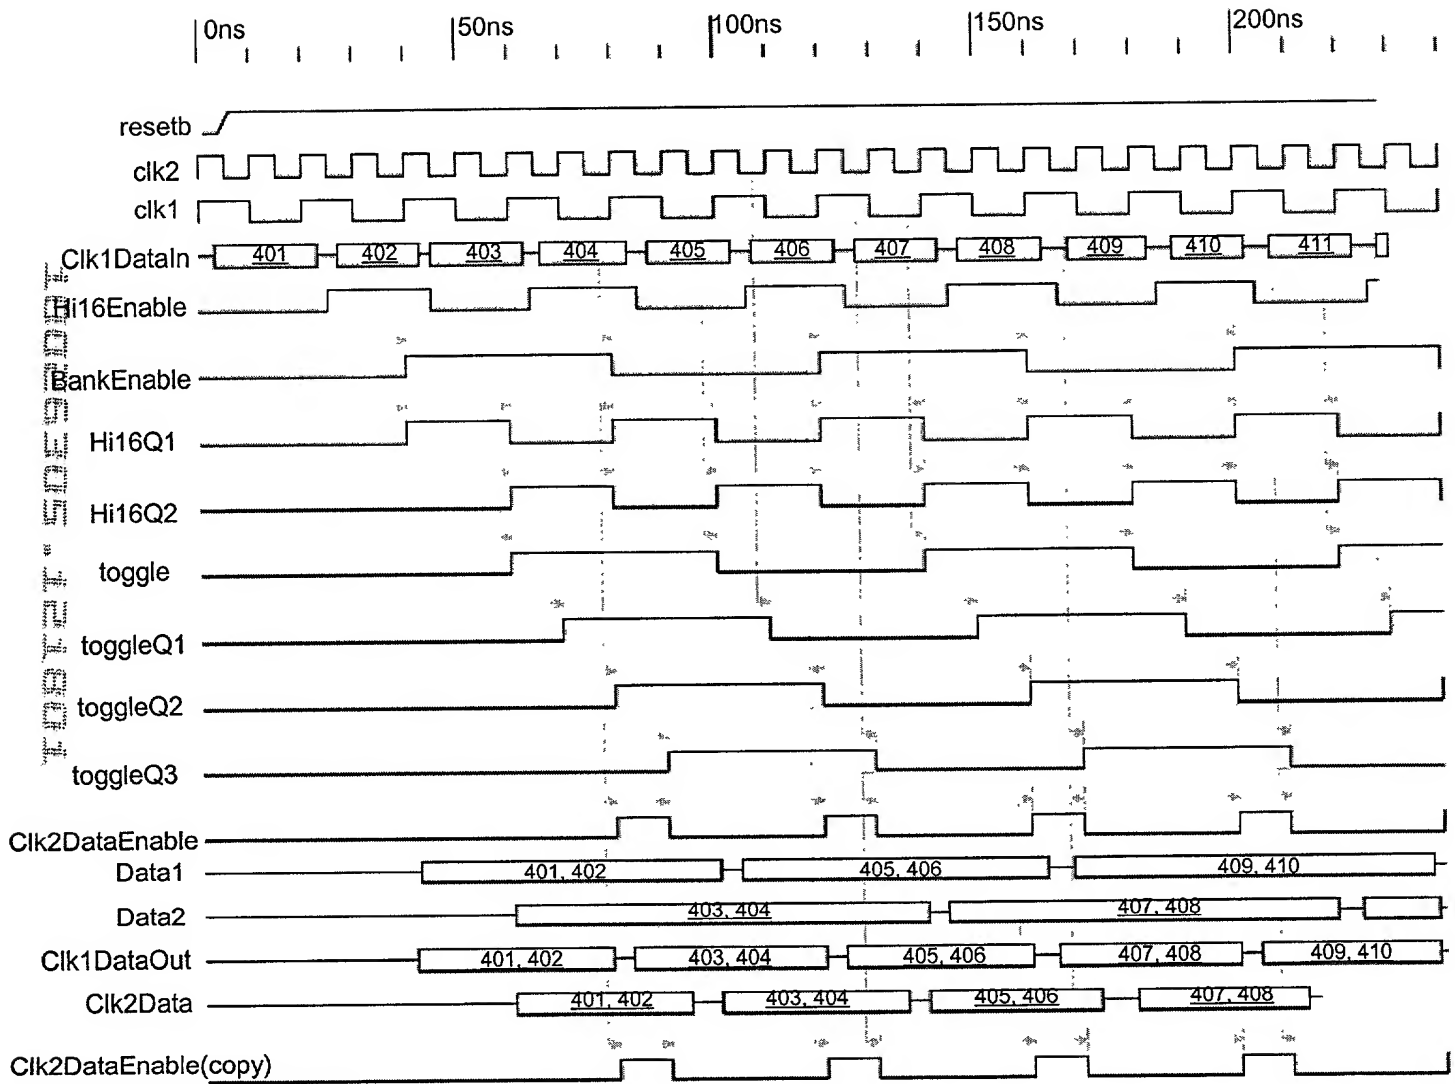 0ns 50ns 100ns 150ns 200ns
resetb
clk2
clk1
Clk1DataIn 401 402 403 404 405 406 407 408 409 410 411
Hi16Enable
BankEnable
Hi16Q1
Hi16Q2
toggle
toggleQ1
toggleQ2
toggleQ3
Clk2DataEnable
Data1 401, 402 405, 406 409, 410
Data2 403, 404 407, 408
Clk1DataOut 401, 402 403, 404 405, 406 407, 408 409, 410
Clk2Data 401, 402 403, 404 405, 406 407, 408
Clk2DataEnable(copy)